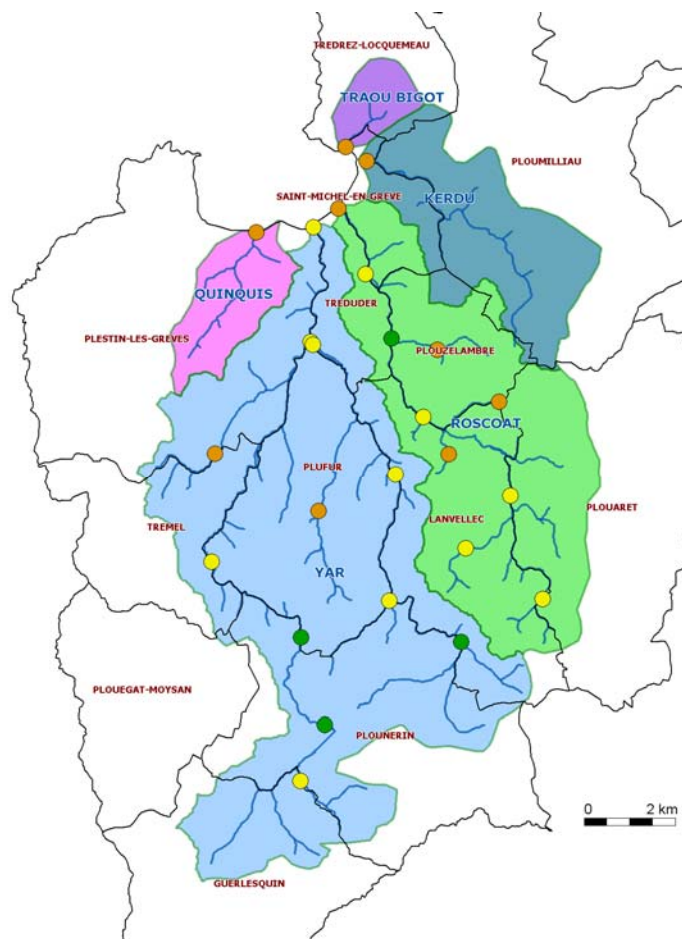 TREDREZ-LOCQUEMEAU
TRAOU BIGOT
PLOUMILLIAU
SAINT-MICHEL-EN-GREVE
KERDU
QUINQUIS
TREDUDER
PLESTIN-LES-GREVES
PLOUZELAMBRE
ROSCOAT
PLUFUR
PLOUARET
LANVELLEC
TREMEL
YAR
PLOUEGAT-MOYSAN
PLOUNERIN
0 2 km
GUERLESQUIN